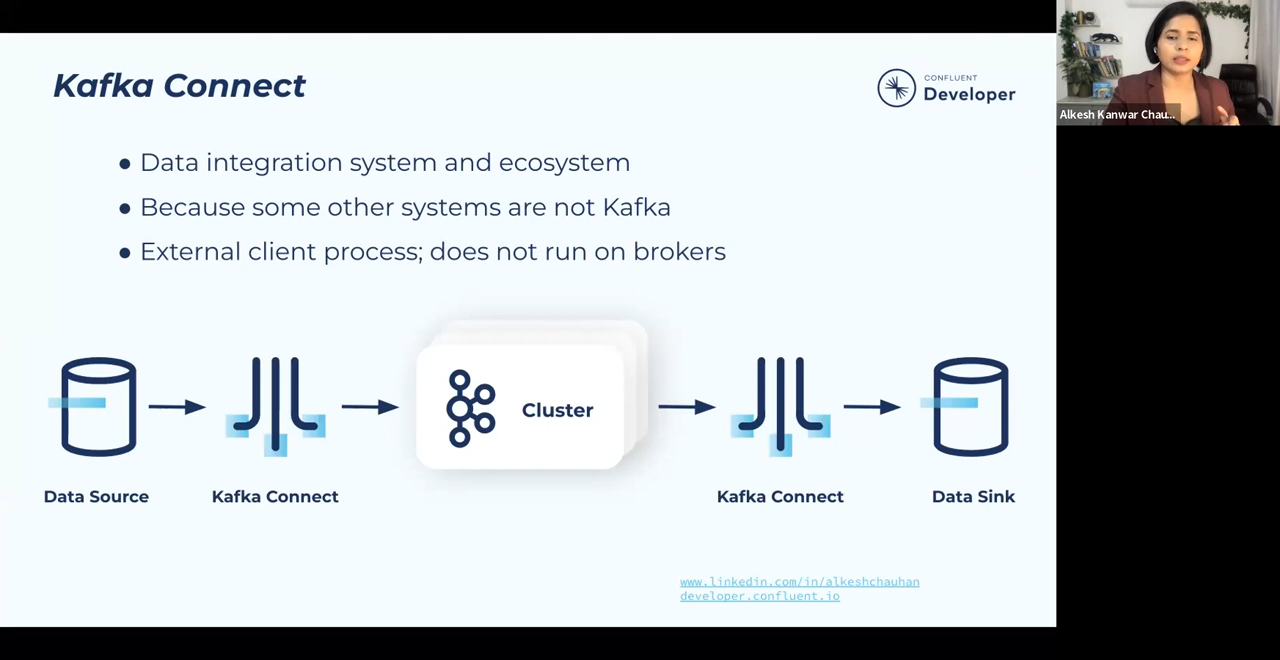 Kafka Connect
CONFLUENT
Developer
● Data integration system and ecosystem
● Because some other systems are not Kafka
● External client process; does not run on brokers
Cluster
Data Source
Kafka Connect
Kafka Connect
Data Sink
www.linkedin.com/in/alkeshchauhan
developer.confluent.io
Alkesh Kanwar Chau...